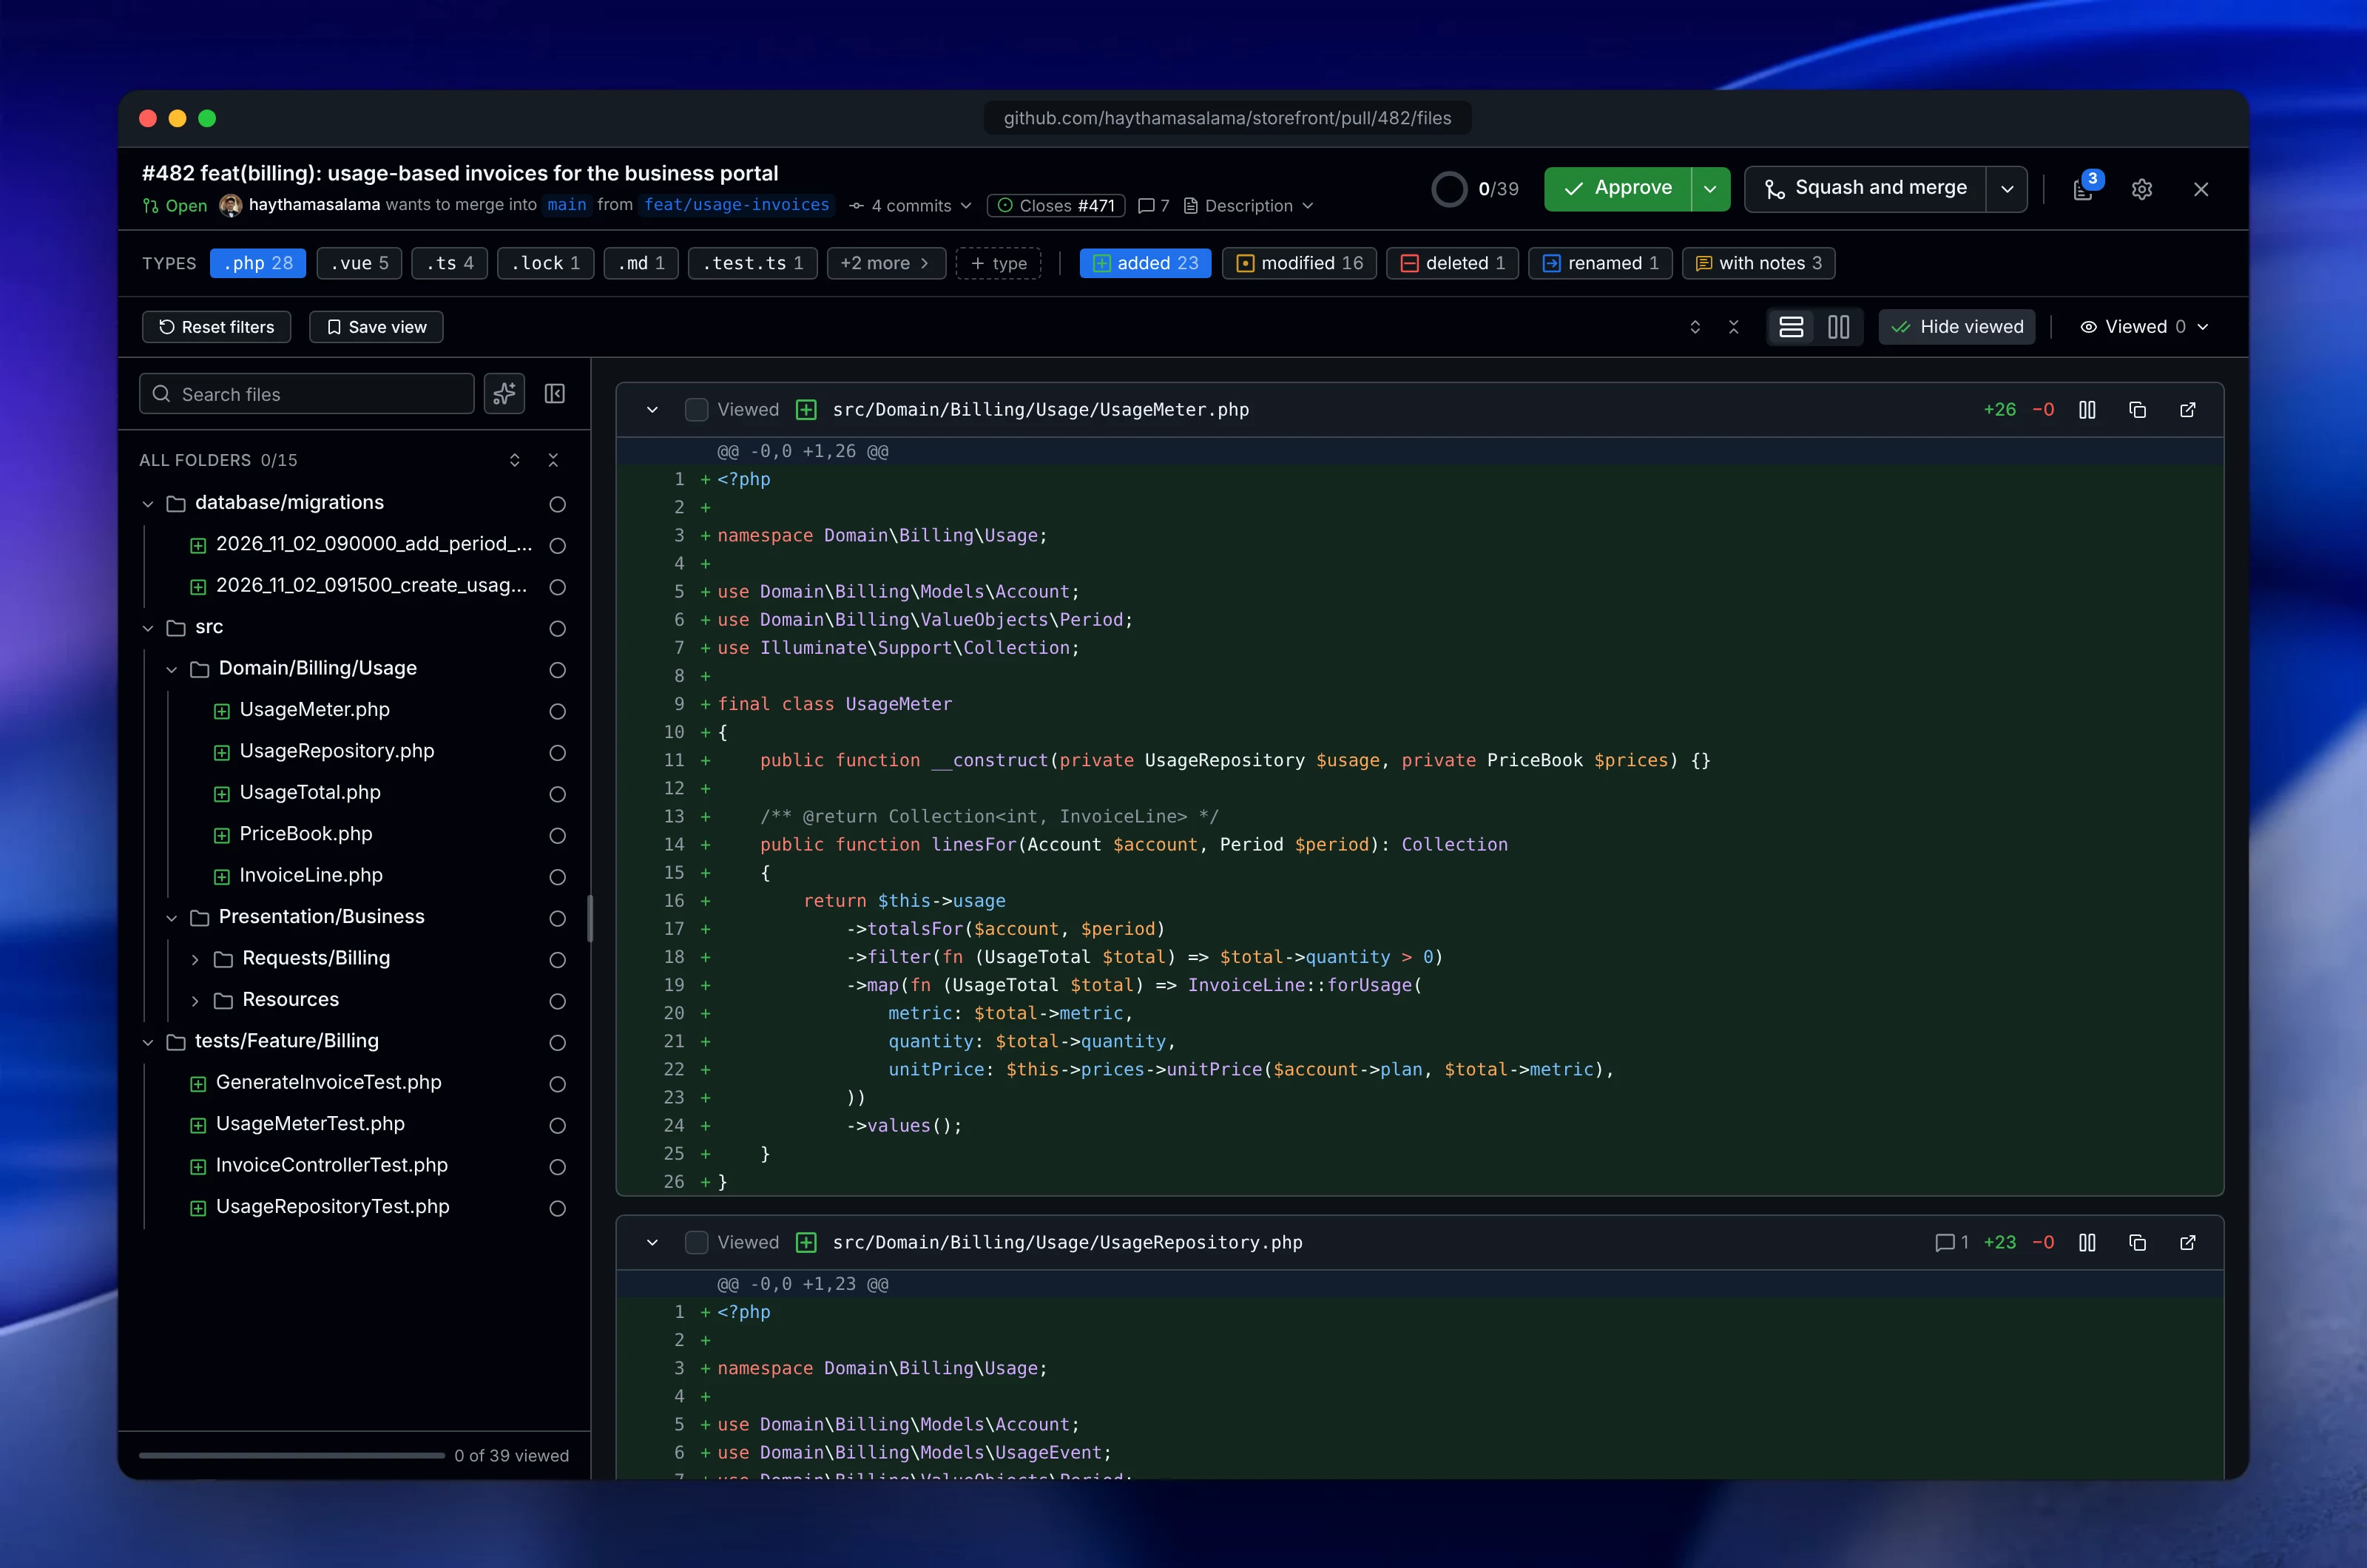 github.com/haythamasalama/storefront/pull/482/files
#482 feat(billing): usage-based invoices for the business portal
Open haythamasalama wants to merge into main from feat/usage-invoices 4 commits Closes #471 7 Description
0/39 Approve Squash and merge 3
TYPES .php 28 .vue 5 .ts 4 .lock 1 .md 1 .test.ts 1 +2 more + type added 23 modified 16 deleted 1 renamed 1 with notes 3
Reset filters Save view Hide viewed Viewed 0
Search files
ALL FOLDERS 0/15
database/migrations
2026_11_02_090000_add_period_...
2026_11_02_091500_create_usag...
src
Domain/Billing/Usage
UsageMeter.php
UsageRepository.php
UsageTotal.php
PriceBook.php
InvoiceLine.php
Presentation/Business
Requests/Billing
Resources
tests/Feature/Billing
GenerateInvoiceTest.php
UsageMeterTest.php
InvoiceControllerTest.php
UsageRepositoryTest.php
0 of 39 viewed
Viewed src/Domain/Billing/Usage/UsageMeter.php +26 −0
@@ -0,0 +1,26 @@
1 +<?php
2 +
3 +namespace Domain\Billing\Usage;
4 +
5 +use Domain\Billing\Models\Account;
6 +use Domain\Billing\ValueObjects\Period;
7 +use Illuminate\Support\Collection;
8 +
9 +final class UsageMeter
10 +{
11 +    public function __construct(private UsageRepository $usage, private PriceBook $prices) {}
12 +
13 +    /** @return Collection<int, InvoiceLine> */
14 +    public function linesFor(Account $account, Period $period): Collection
15 +    {
16 +        return $this->usage
17 +            ->totalsFor($account, $period)
18 +            ->filter(fn (UsageTotal $total) => $total->quantity > 0)
19 +            ->map(fn (UsageTotal $total) => InvoiceLine::forUsage(
20 +                metric: $total->metric,
21 +                quantity: $total->quantity,
22 +                unitPrice: $this->prices->unitPrice($account->plan, $total->metric),
23 +            ))
24 +            ->values();
25 +    }
26 +}
Viewed src/Domain/Billing/Usage/UsageRepository.php 1 +23 −0
@@ -0,0 +1,23 @@
1 +<?php
2 +
3 +namespace Domain\Billing\Usage;
4 +
5 +use Domain\Billing\Models\Account;
6 +use Domain\Billing\Models\UsageEvent;
7 +use Domain\Billing\ValueObjects\Period;